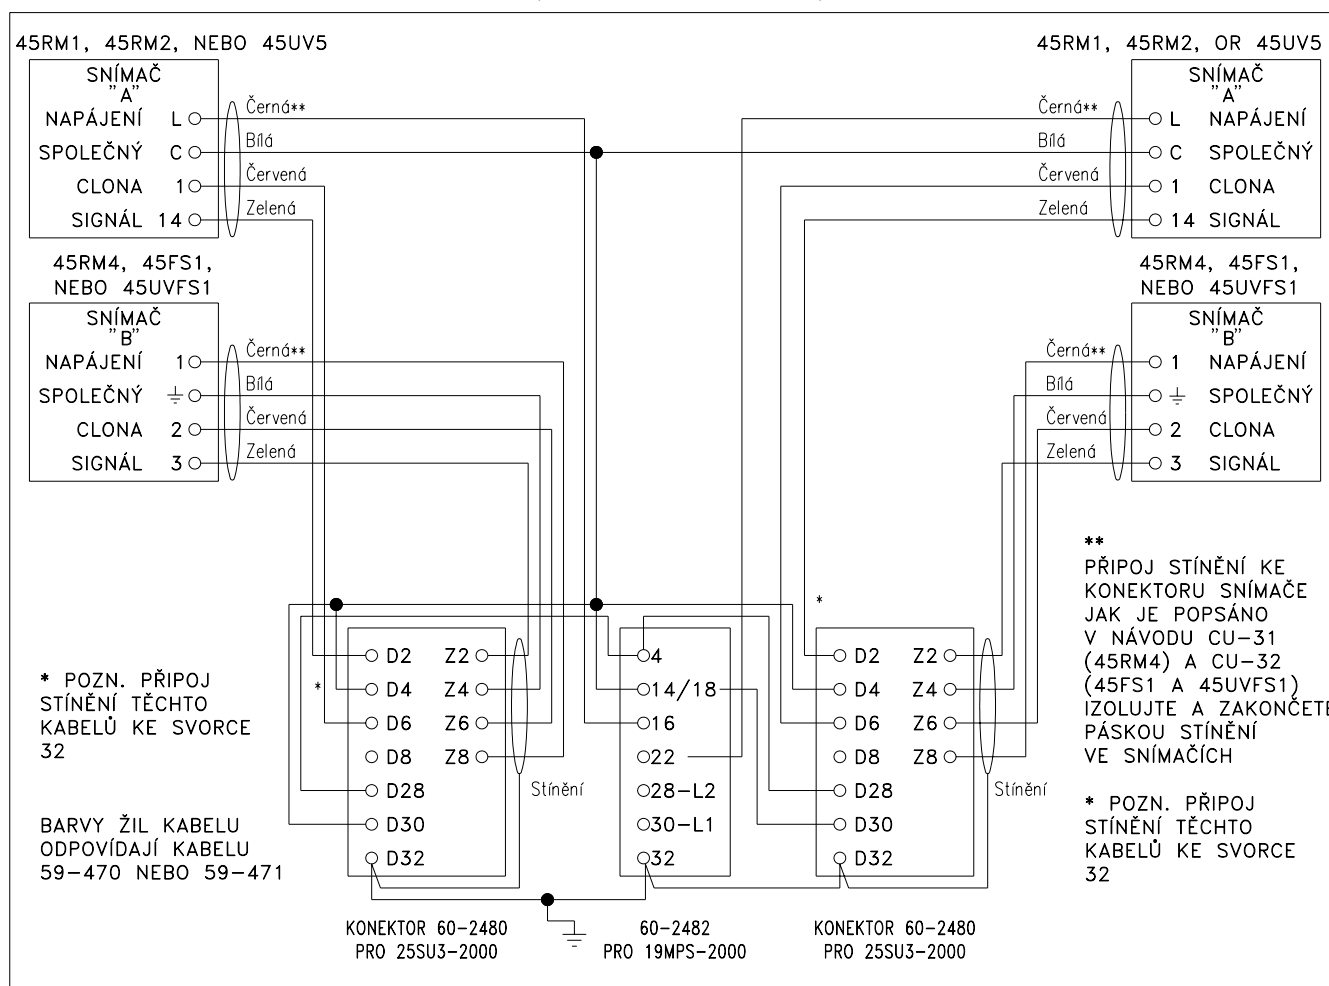 45RM1, 45RM2, NEBO 45UV5
SNÍMAČ
"A"
NAPÁJENÍ L
SPOLEČNÝ C
CLONA 1
SIGNÁL 14
Černá**
Bílá
Červená
Zelená
45RM4, 45FS1,
NEBO 45UVFS1
SNÍMAČ
"B"
NAPÁJENÍ 1
SPOLEČNÝ
CLONA 2
SIGNÁL 3
Černá**
Bílá
Červená
Zelená
45RM1, 45RM2, OR 45UV5
SNÍMAČ
"A"
L NAPÁJENÍ
C SPOLEČNÝ
1 CLONA
14 SIGNÁL
Černá**
Bílá
Červená
Zelená
45RM4, 45FS1,
NEBO 45UVFS1
SNÍMAČ
"B"
1 NAPÁJENÍ
SPOLEČNÝ
2 CLONA
3 SIGNÁL
Černá**
Bílá
Červená
Zelená
* POZN. PŘIPOJ
STÍNĚNÍ TĚCHTO
KABELŮ KE SVORCE
32
BARVY ŽIL KABELU
ODPOVÍDAJÍ KABELU
59-470 NEBO 59-471
*
D2 Z2
D4 Z4
D6 Z6
D8 Z8
D28
D30
D32
Stínění
KONEKTOR 60-2480
PRO 25SU3-2000
4
14/18
16
22
28-L2
30-L1
32
60-2482
PRO 19MPS-2000
*
D2 Z2
D4 Z4
D6 Z6
D8 Z8
D28
D30
D32
Stínění
KONEKTOR 60-2480
PRO 25SU3-2000
**
PŘIPOJ STÍNĚNÍ KE
KONEKTORU SNÍMAČE
JAK JE POPSÁNO
V NÁVODU CU-31
(45RM4) A CU-32
(45FS1 A 45UVFS1)
IZOLUJTE A ZAKONČETE
PÁSKOU STÍNĚNÍ
VE SNÍMAČÍCH
* POZN. PŘIPOJ
STÍNĚNÍ TĚCHTO
KABELŮ KE SVORCE
32